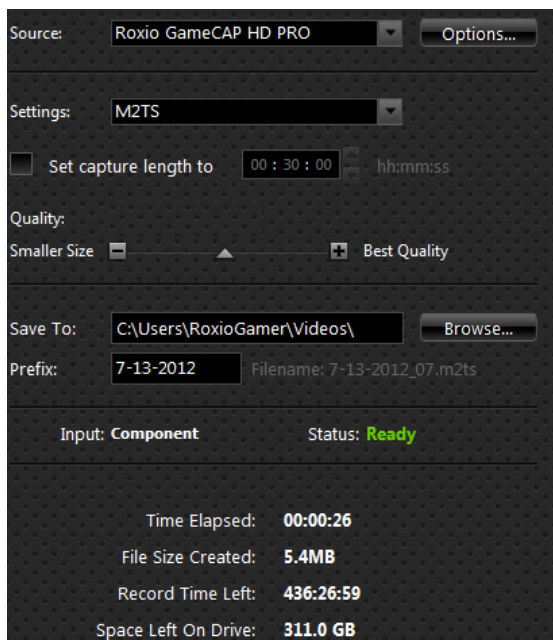 Source: Roxio GameCAP HD PRO Options...
Settings: M2TS
Set capture length to 00 : 30 : 00 hh:mm:ss
Quality:
Smaller Size Best Quality
Save To: C:\Users\RoxioGamer\Videos\ Browse...
Prefix: 7-13-2012 Filename: 7-13-2012_07.m2ts
Input: Component Status: Ready
Time Elapsed: 00:00:26
File Size Created: 5.4MB
Record Time Left: 436:26:59
Space Left On Drive: 311.0 GB